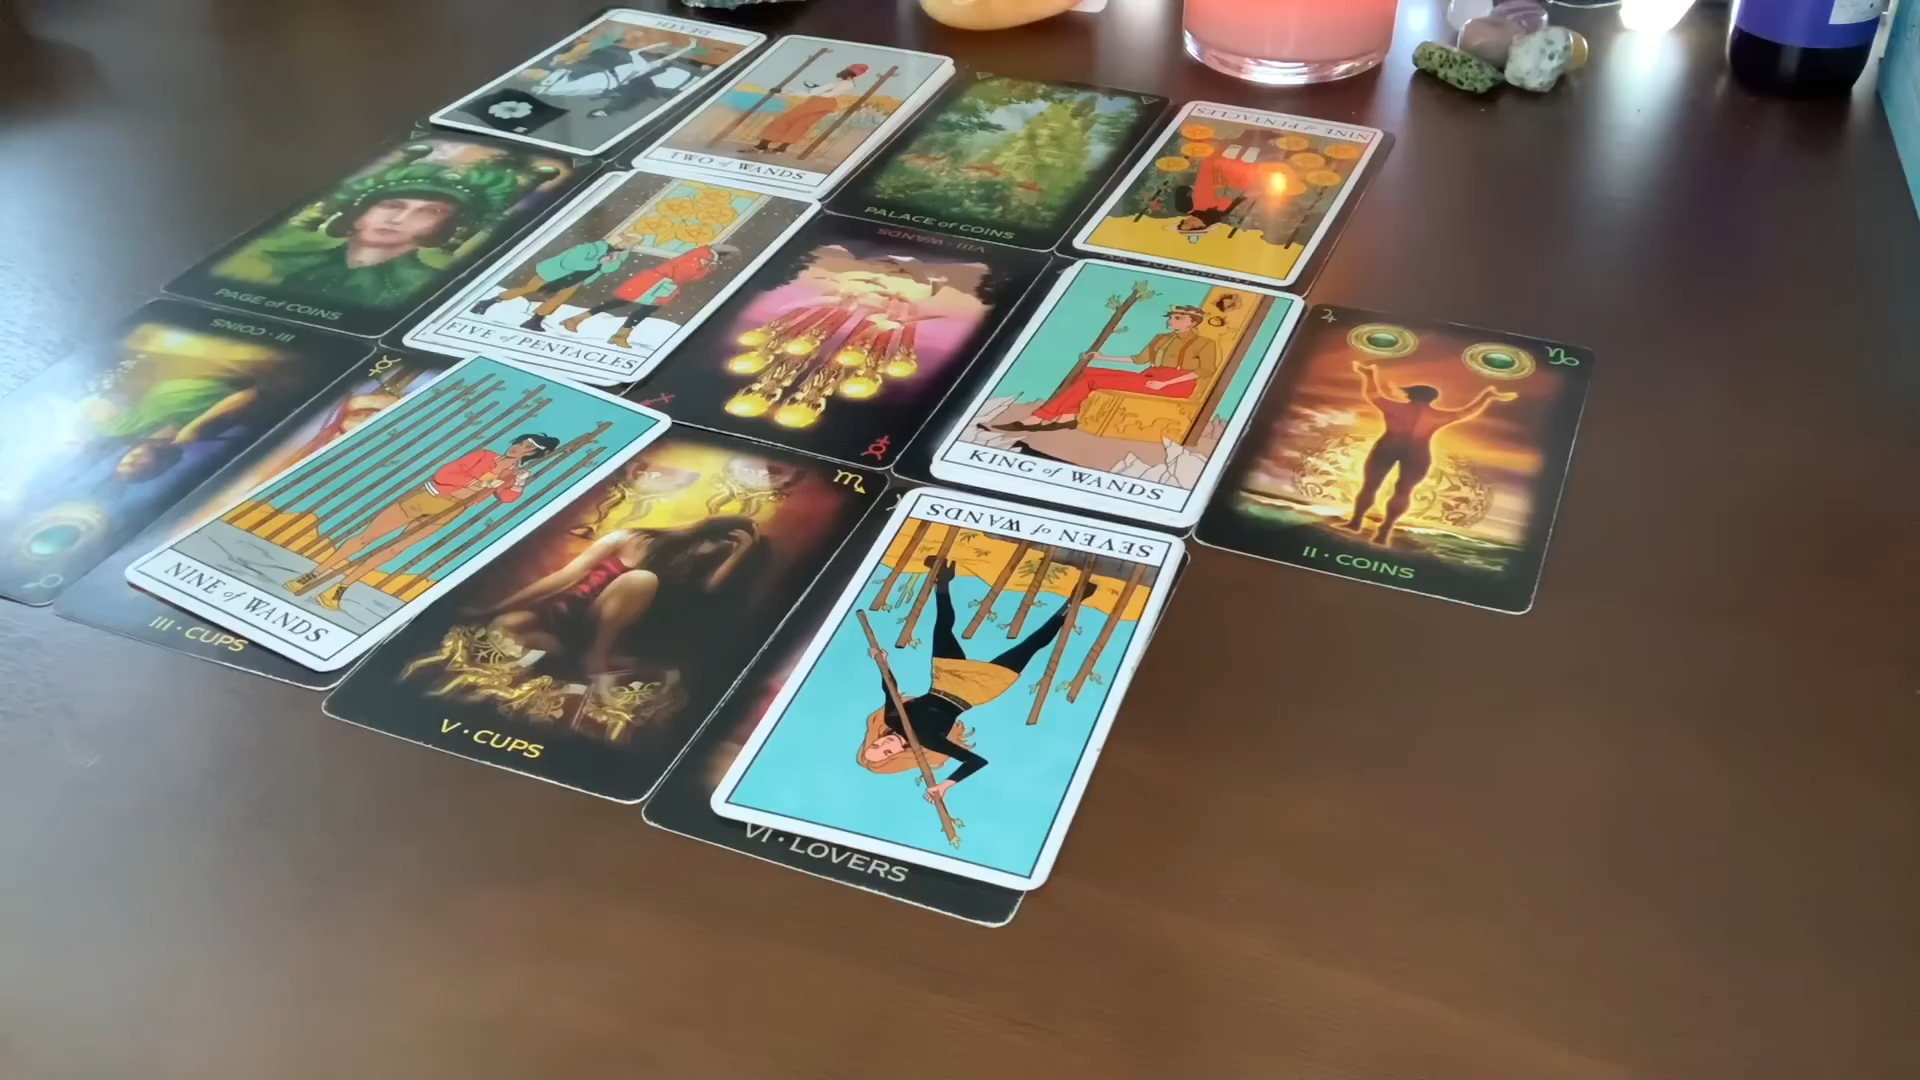 DEATH
TWO of WANDS
PALACE of COINS
NINE of PENTACLES
PAGE of COINS
FIVE of PENTACLES
VIII · WANDS
KING of WANDS
II · COINS
III · COINS
NINE of WANDS
III · CUPS
V · CUPS
SEVEN of WANDS
VI · LOVERS